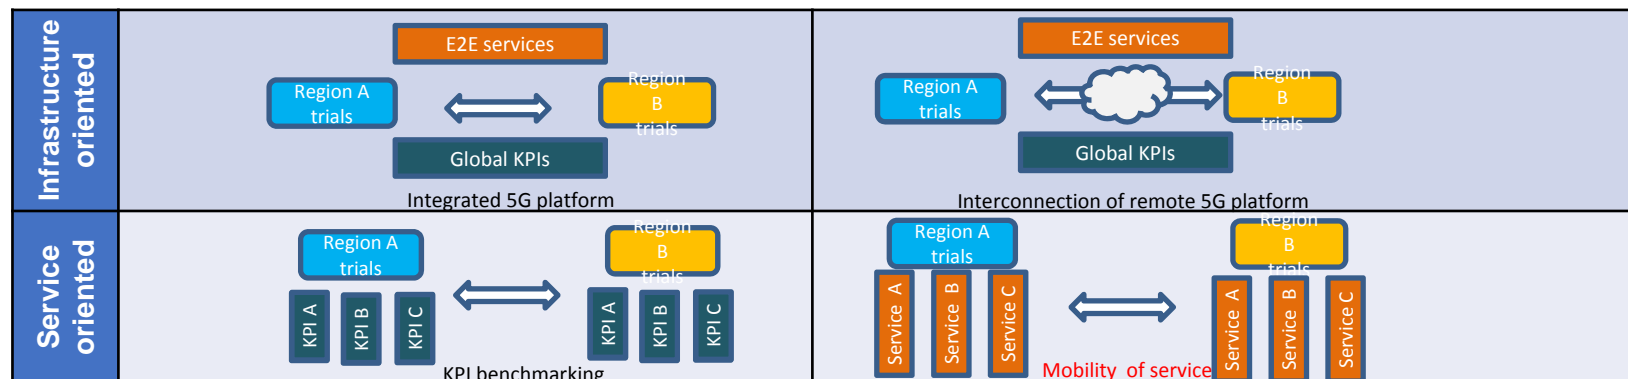 Infrastructure
oriented
E2E services
Region A
trials
Region
B
trials
Global KPIs
Integrated 5G platform
E2E services
Region A
trials
Region
B
trials
Global KPIs
Interconnection of remote 5G platform
Service
oriented
Region A
trials
Region
B
trials
KPI A
KPI B
KPI C
KPI A
KPI B
KPI C
KPI benchmarking
Region A
trials
Region
B
trials
Service A
Service B
Service C
Service A
Service B
Service C
Mobility of service